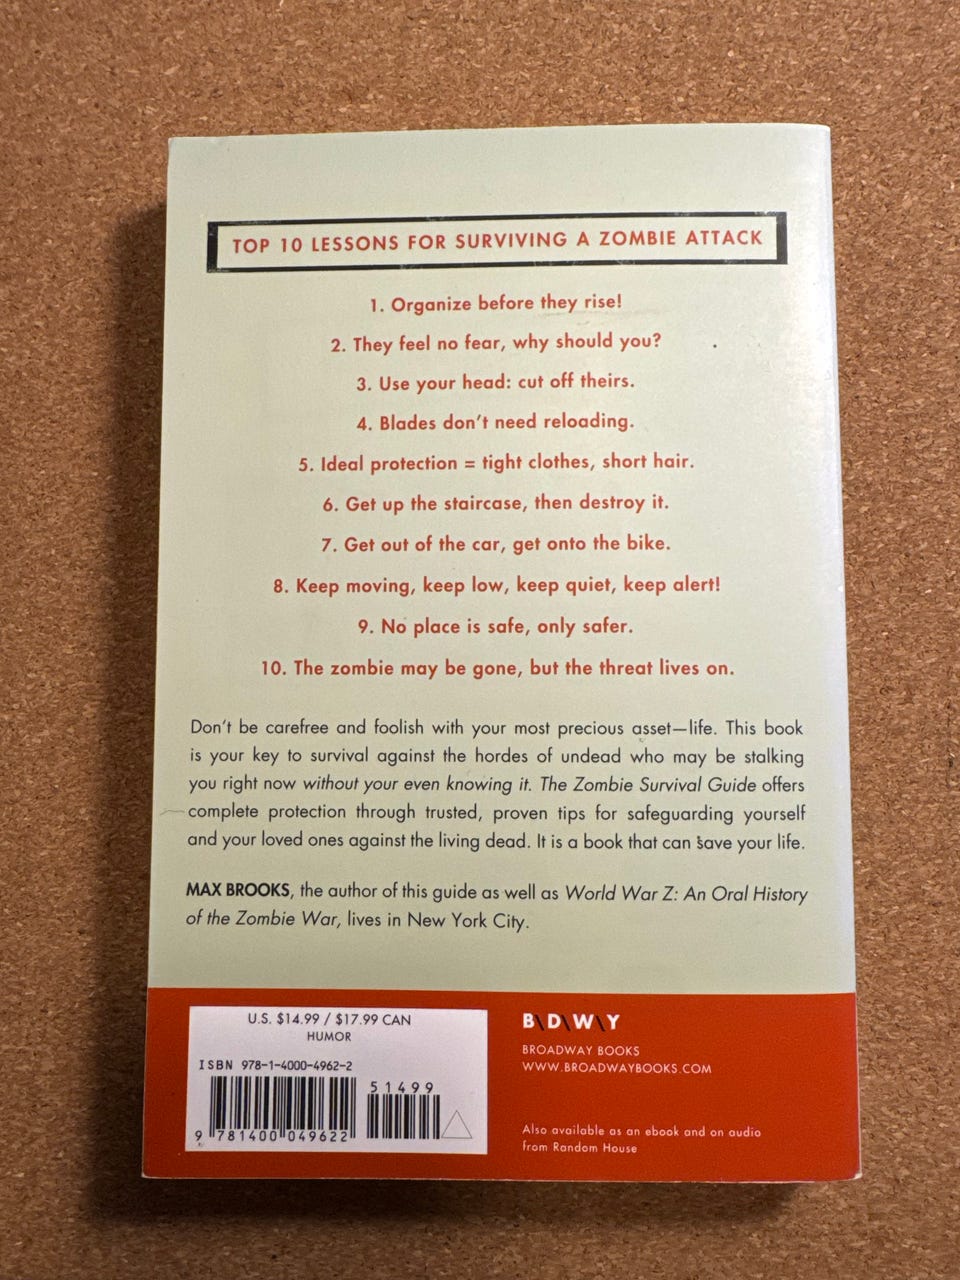 TOP 10 LESSONS FOR SURVIVING A ZOMBIE ATTACK
1. Organize before they rise!
2. They feel no fear, why should you?
3. Use your head: cut off theirs.
4. Blades don't need reloading.
5. Ideal protection = tight clothes, short hair.
6. Get up the staircase, then destroy it.
7. Get out of the car, get onto the bike.
8. Keep moving, keep low, keep quiet, keep alert!
9. No place is safe, only safer.
10. The zombie may be gone, but the threat lives on.
Don't be carefree and foolish with your most precious asset—life. This book
is your key to survival against the hordes of undead who may be stalking
you right now without your even knowing it. The Zombie Survival Guide offers
complete protection through trusted, proven tips for safeguarding yourself
and your loved ones against the living dead. It is a book that can save your life.
MAX BROOKS, the author of this guide as well as World War Z: An Oral History
of the Zombie War, lives in New York City.
U.S. $14.99 / $17.99 CAN
HUMOR
ISBN 978-1-4000-4962-2
51499
9 781400 049622
B\D\W\Y
BROADWAY BOOKS
WWW.BROADWAYBOOKS.COM
Also available as an ebook and on audio
from Random House